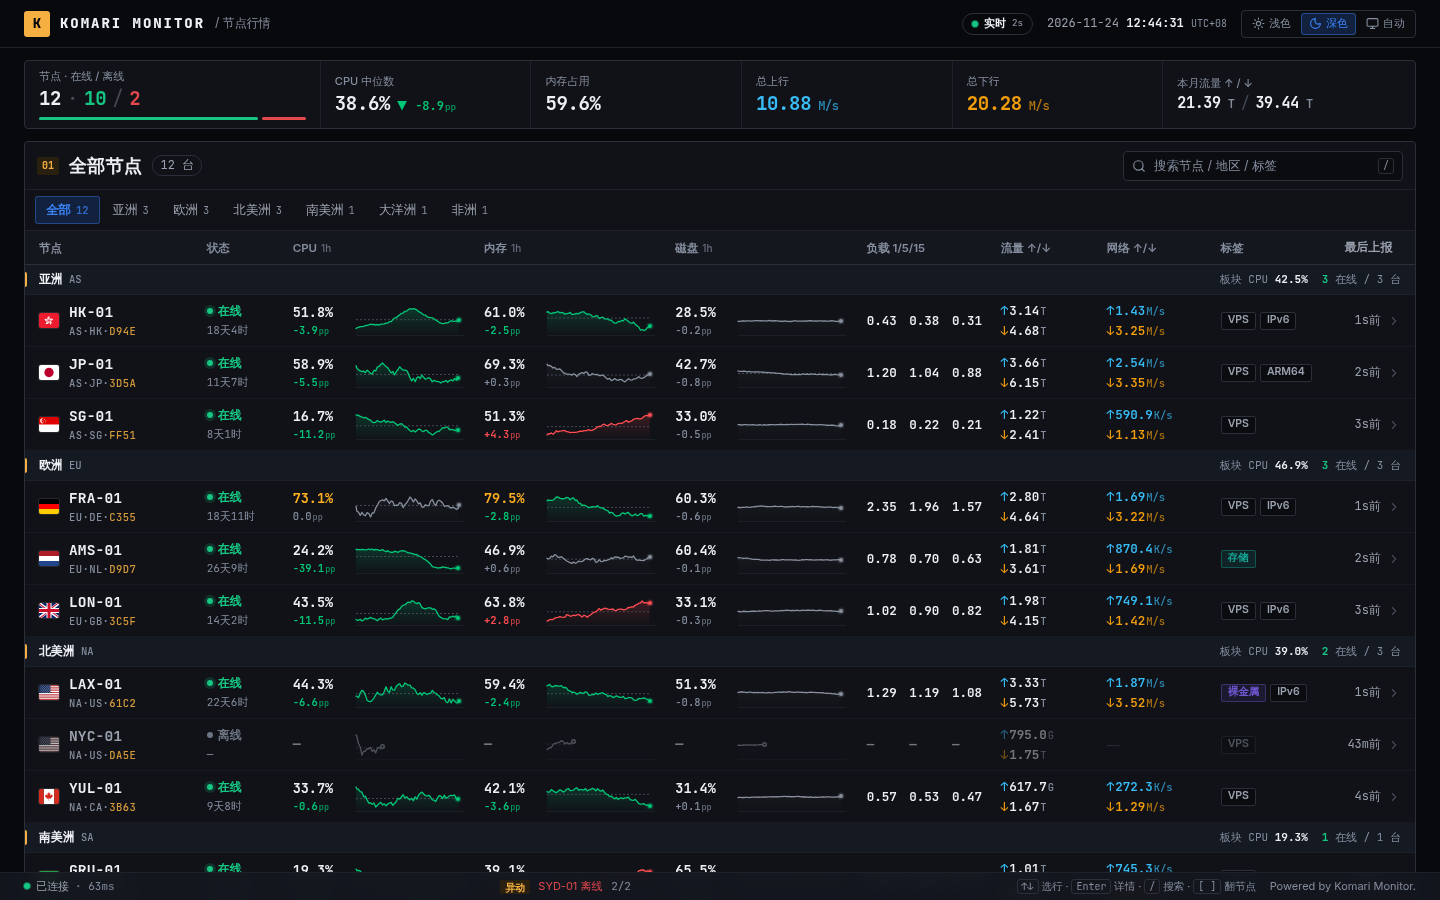 K KOMARI MONITOR / 节点行情 实时 2s 2026-11-24 12:44:31 UTC+08 浅色 深色 自动
节点 · 在线 / 离线 CPU 中位数 内存占用 总上行 总下行 本月流量 ↑ / ↓
12 · 10 / 2 38.6% ▼ -8.9pp 59.6% 10.88 M/s 20.28 M/s 21.39 T / 39.44 T
01 全部节点 12 台 搜索节点 / 地区 / 标签 /
全部 12 亚洲 3 欧洲 3 北美洲 3 南美洲 1 大洋洲 1 非洲 1
节点 状态 CPU 1h 内存 1h 磁盘 1h 负载 1/5/15 流量 ↑/↓ 网络 ↑/↓ 标签 最后上报
亚洲 AS 板块 CPU 42.5% 3 在线 / 3 台
HK-01 在线 51.8% 61.0% 28.5% 0.43 0.38 0.31 ↑3.14T ↑1.43M/s VPS IPv6 1s前
AS·HK·D94E 18天4时 -3.9pp -2.5pp -0.2pp ↓4.68T ↓3.25M/s
JP-01 在线 58.9% 69.3% 42.7% 1.20 1.04 0.88 ↑3.66T ↑2.54M/s VPS ARM64 2s前
AS·JP·3D5A 11天7时 -5.5pp +0.3pp -0.8pp ↓6.15T ↓3.35M/s
SG-01 在线 16.7% 51.3% 33.0% 0.18 0.22 0.21 ↑1.22T ↑590.9K/s VPS 3s前
AS·SG·FF51 8天1时 -11.2pp +4.3pp -0.5pp ↓2.41T ↓1.13M/s
欧洲 EU 板块 CPU 46.9% 3 在线 / 3 台
FRA-01 在线 73.1% 79.5% 60.3% 2.35 1.96 1.57 ↑2.80T ↑1.69M/s VPS IPv6 1s前
EU·DE·C355 18天11时 0.0pp -2.8pp -0.6pp ↓4.64T ↓3.22M/s
AMS-01 在线 24.2% 46.9% 60.4% 0.78 0.70 0.63 ↑1.81T ↑870.4K/s 存储 2s前
EU·NL·D9D7 26天9时 -39.1pp +0.6pp -0.1pp ↓3.61T ↓1.69M/s
LON-01 在线 43.5% 63.8% 33.1% 1.02 0.90 0.82 ↑1.98T ↑749.1K/s VPS IPv6 3s前
EU·GB·3C5F 14天2时 -11.5pp +2.8pp -0.3pp ↓4.15T ↓1.42M/s
北美洲 NA 板块 CPU 39.0% 2 在线 / 3 台
LAX-01 在线 44.3% 59.4% 51.3% 1.29 1.19 1.08 ↑3.33T ↑1.87M/s 裸金属 IPv6 1s前
NA·US·61C2 22天6时 -6.6pp -2.4pp -0.8pp ↓5.73T ↓3.52M/s
NYC-01 离线 — — — — — — ↑795.0G — VPS 43m前
NA·US·DA5E — ↓1.75T
YUL-01 在线 33.7% 42.1% 31.4% 0.57 0.53 0.47 ↑617.7G ↑272.3K/s VPS 4s前
NA·CA·3B63 9天8时 -0.6pp -3.6pp +0.1pp ↓1.67T ↓1.29M/s
南美洲 SA 板块 CPU 19.3% 1 在线 / 1 台
GRU-01 在线 19.3% 39.1% 65.5% ↑1.01T ↑745.3K/s
已连接 · 63ms 异动 SYD-01 离线 2/2 ↑↓ 选行 · Enter 详情 · / 搜索 · [ ] 翻节点 Powered by Komari Monitor.